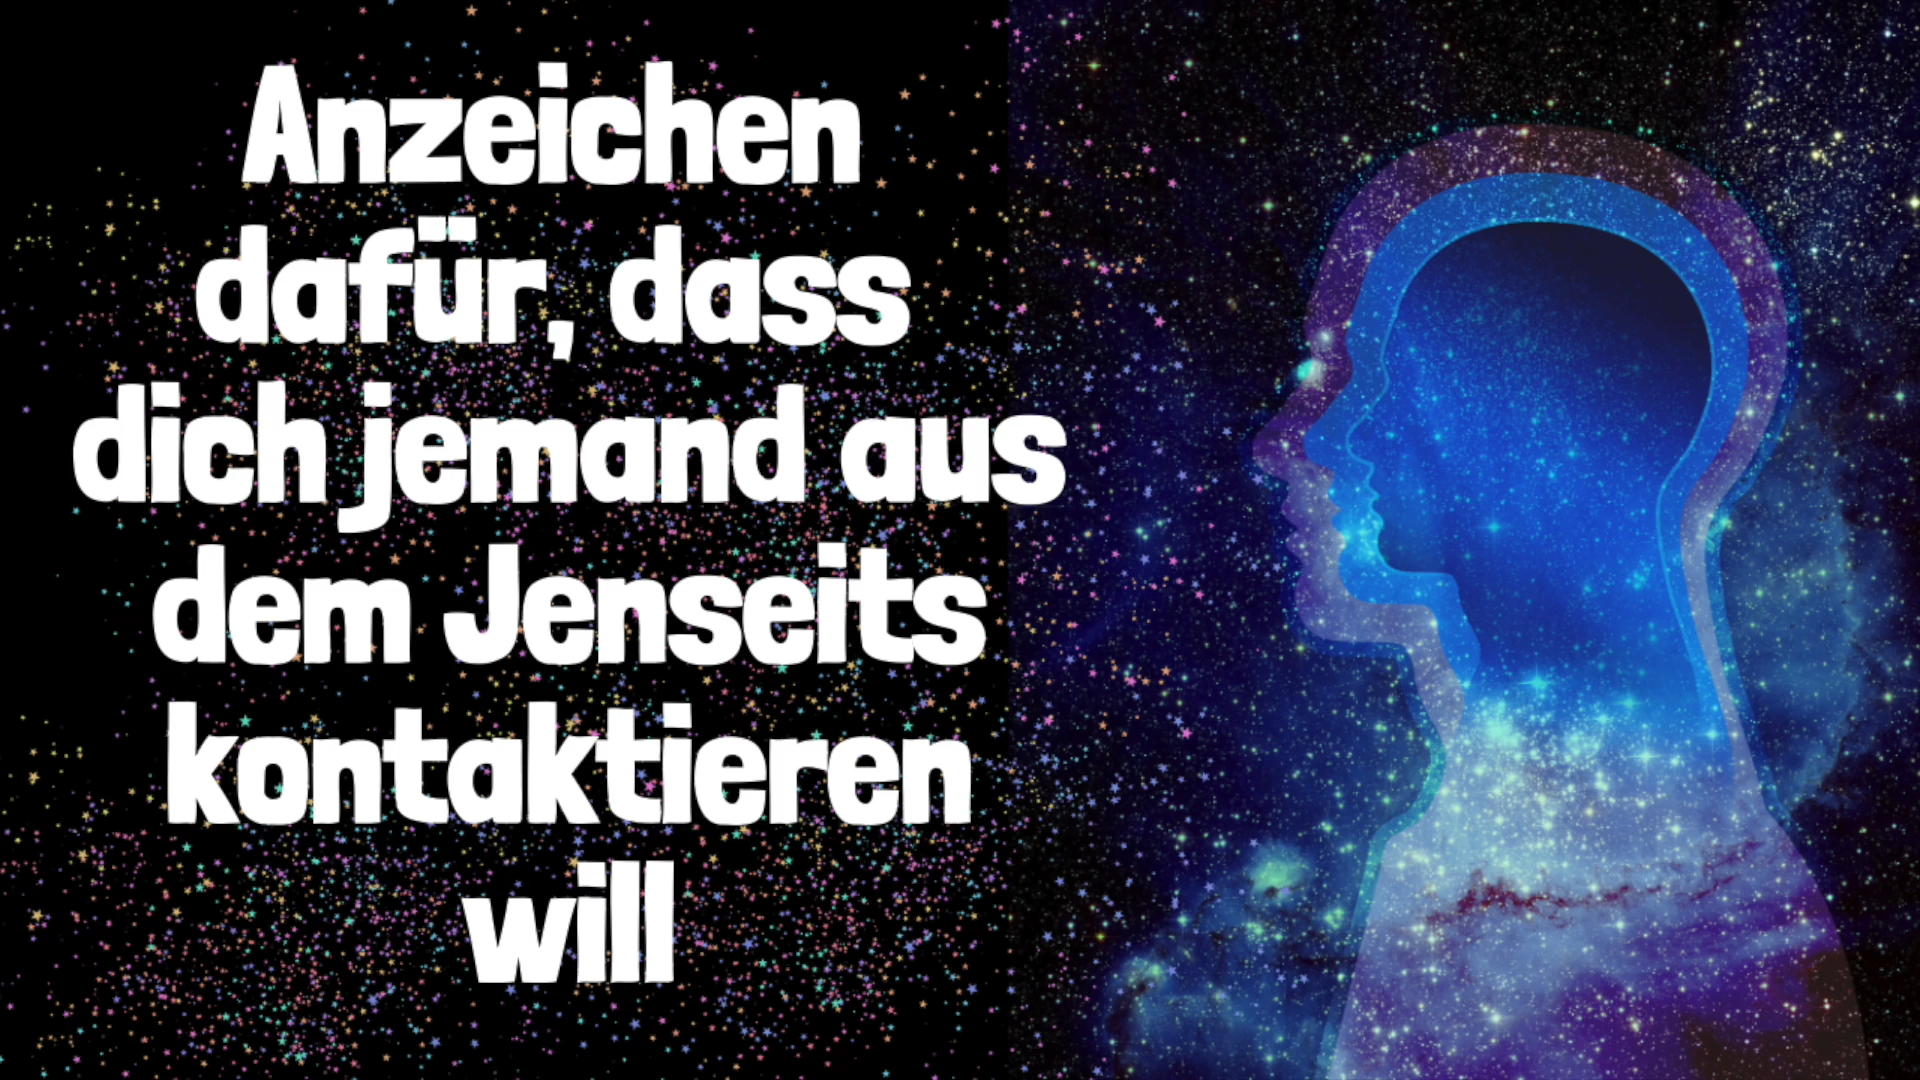 Anzeichen
dafür, dass
dich jemand aus
dem Jenseits
kontaktieren
will